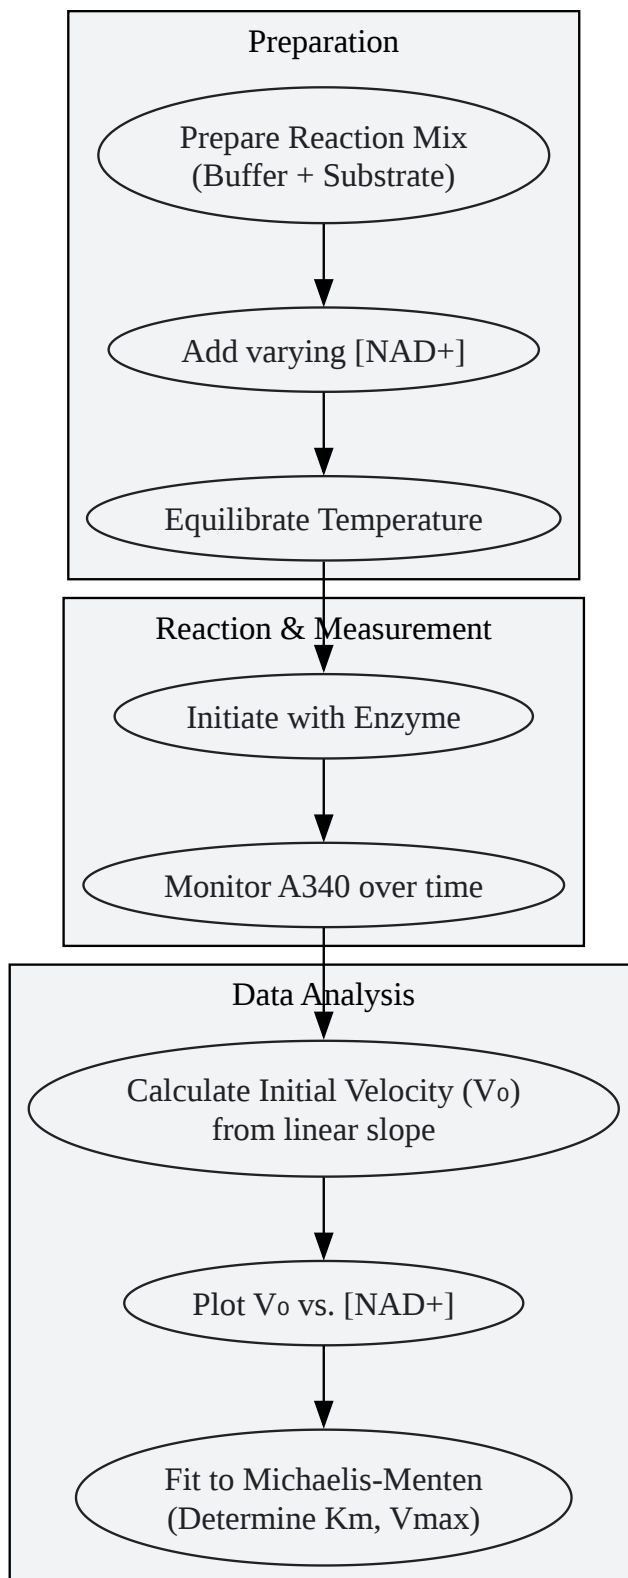 Preparation
Prepare Reaction Mix
(Buffer + Substrate)
Add varying [NAD+]
Equilibrate Temperature
Reaction & Measurement
Initiate with Enzyme
Monitor A340 over time
Data Analysis
Calculate Initial Velocity (V₀)
from linear slope
Plot V₀ vs. [NAD+]
Fit to Michaelis-Menten
(Determine Km, Vmax)